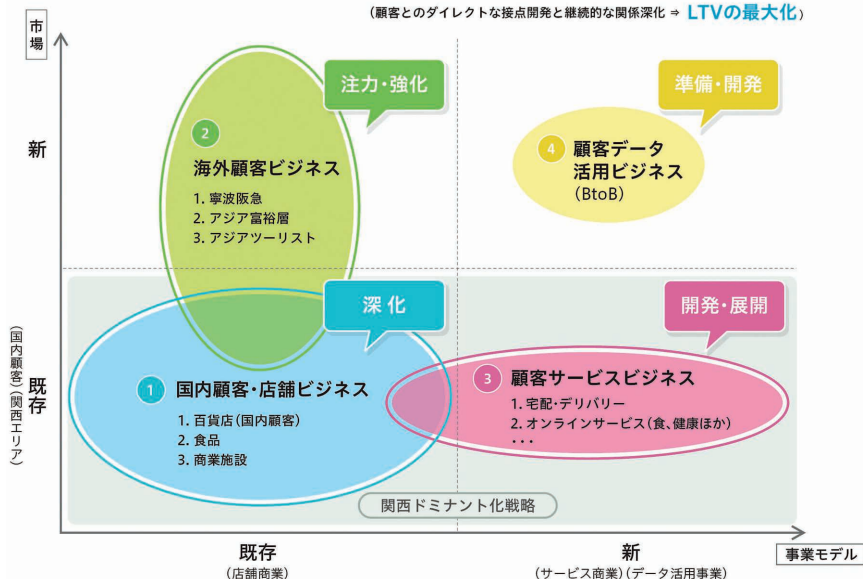 （顧客とのダイレクトな接点開発と継続的な関係深化 ⇒ LTVの最大化）
市場
注力・強化
準備・開発
新
2
海外顧客ビジネス
1. 寧波阪急
2. アジア富裕層
3. アジアツーリスト
4
顧客データ
活用ビジネス
（BtoB）
深化
開発・展開
既存
（国内顧客）（関西エリア）
1
国内顧客・店舗ビジネス
1. 百貨店（国内顧客）
2. 食品
3. 商業施設
3
顧客サービスビジネス
1. 宅配・デリバリー
2. オンラインサービス（食、健康ほか）
・・・
関西ドミナント化戦略
既存
（店舗商業）
新
（サービス商業）（データ活用事業）
事業モデル